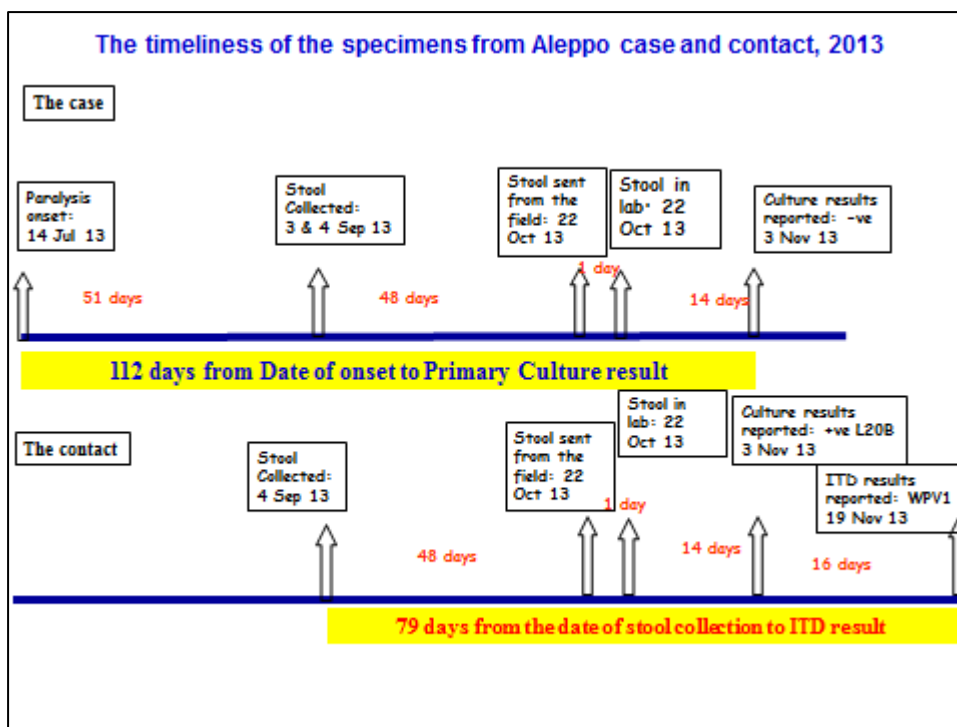 The timeliness of the specimens from Aleppo case and contact, 2013
The case
Paralysis
onset:
14 Jul 13
Stool
Collected:
3 & 4 Sep 13
Stool sent
from the
field: 22
Oct 13
Stool in
lab: 22
Oct 13
Culture results
reported: -ve
3 Nov 13
51 days
48 days
1 day
14 days
112 days from Date of onset to Primary Culture result
The contact
Stool
Collected:
4 Sep 13
Stool sent
from the
field: 22
Oct 13
Stool in
lab: 22
Oct 13
Culture results
reported: +ve L20B
3 Nov 13
ITD results
reported: WPV1
19 Nov 13
48 days
1 day
14 days
16 days
79 days from the date of stool collection to ITD result